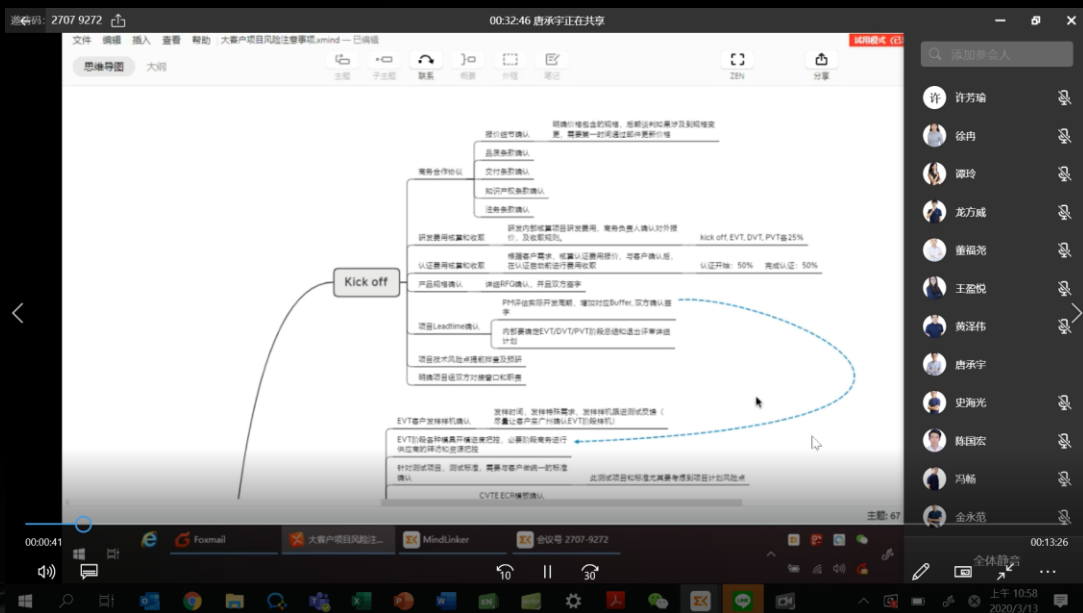 邀请码: 2707 9272
00:32:46 唐承宇正在共享
文件 编辑 插入 查看 帮助 大客户项目风险注意事项.xmind — 已编辑
试用模式
思维导图 大纲
主题 子主题 联系 概要 外框 笔记 ZEN 分享
添加参会人
许 许芳瑜
徐冉
谭玲
龙方威
董福尧
王盈悦
黄泽伟
唐承宇
史海光
陈国宏
冯畅
金永范
全体静音
Kick off
商务合作协议
报价细节确认
明确价格包含的规格，后期谈判如果涉及到规格变
更，需要第一时间通过邮件更新价格
品质条款确认
交付条款确认
知识产权条款确认
法务条款确认
研发费用核算和收取
研发内部核算项目研发费用，商务负责人确认对外报
价，及收取规则。
kick off, EVT, DVT, PVT各25%
认证费用核算和收取
根据客户需求，核算认证费用报价，与客户确认后，
在认证启动前进行费用收取
认证开始：50% 完成认证：50%
产品规格确认
详细RFQ确认，并且双方签字
项目Leadtime确认
PM评估实际开发周期，增加对应Buffer, 双方确认签
字
内部要确定EVT/DVT/PVT阶段总结和退出评审详细
计划
项目技术风险点提前排查及预研
明确项目组双方对接窗口和职责
EVT客户发样样机确认
发样时间，发样特殊需求，发样样机跟进测试反馈（
尽量让客户来广州确认EVT阶段样机）
EVT阶段各种模具开模进度把控，必要阶段商务进行
供应商的拜访和资源把控
针对测试项目，测试标准，需要与客户做统一的标准
确认
此测试项目和标准尤其要考虑到项目计划风险点
CVTE ECR模板确认
主题: 67
00:00:41
00:13:26
Foxmail
大客户项目风险注...
MindLinker
会议号 2707-9272
10
30
上午 10:58
2020/3/13